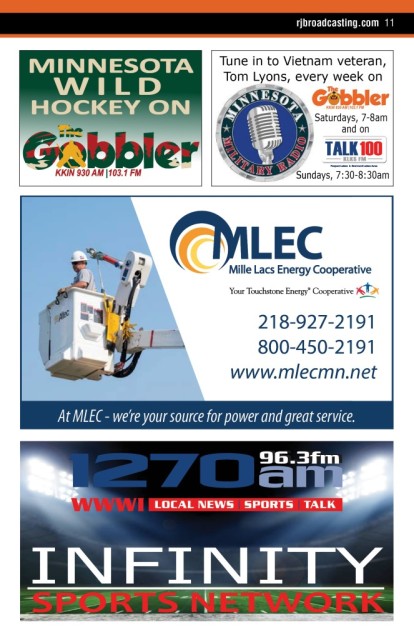 rjbroadcasting.com 11
MINNESOTA
WILD
HOCKEY ON
The
Gobbler
KKIN 930 AM | 103.1 FM
Tune in to Vietnam veteran,
Tom Lyons, every week on
MINNESOTA
MILITARY RADIO
The
Gobbler
Saturdays, 7-8am
and on
TALK100
Sundays, 7:30-8:30am
MLEC
Mille Lacs Energy Cooperative
Your Touchstone Energy® Cooperative
218-927-2191
800-450-2191
www.mlecmn.net
At MLEC - we're your source for power and great service.
1270am
96.3fm
WWWI LOCAL NEWS SPORTS TALK
INFINITY
SPORTS NETWORK